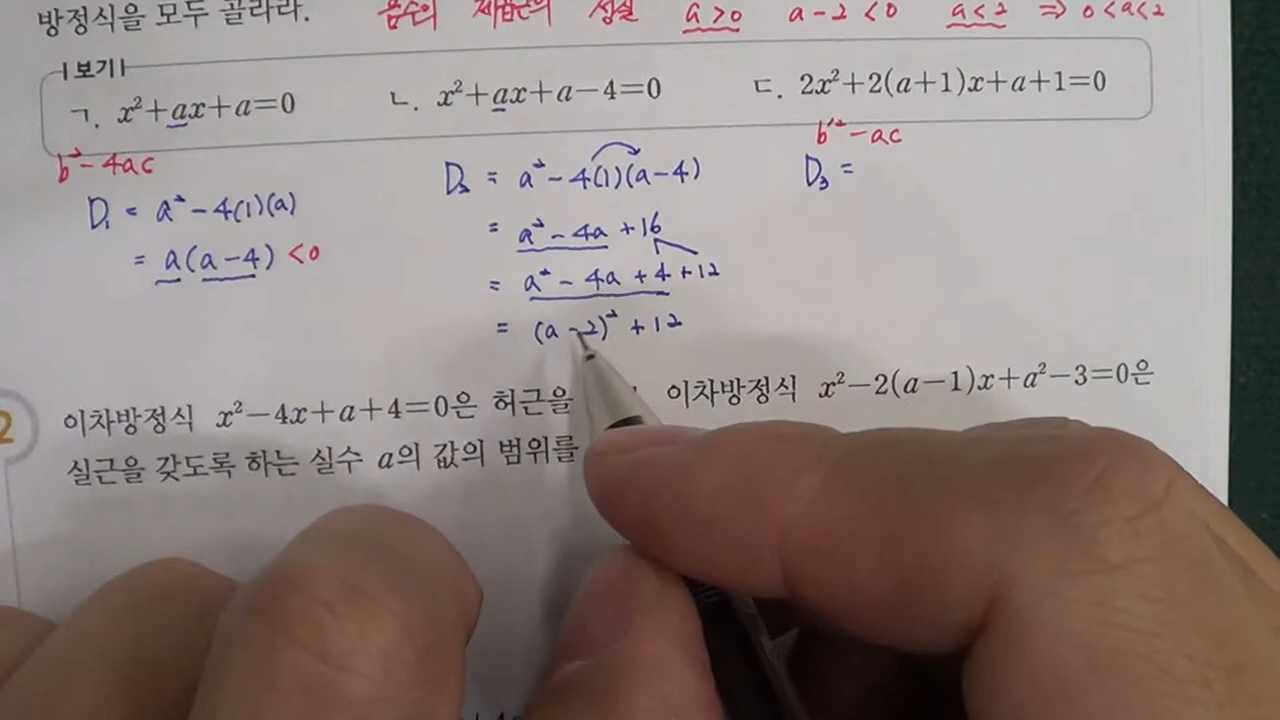 방정식을 모두 골라라. 음수의 제곱근의 성질 a>0 a-2<0 a<2 ⇒ 0<a<2
보기
ㄱ. x²+ax+a=0 ㄴ. x²+ax+a-4=0 ㄷ. 2x²+2(a+1)x+a+1=0
b²-4ac
D₁ = a²-4(1)(a)
= a(a-4) <0
D₂ = a²-4(1)(a-4)
= a²-4a+16
= a²-4a+4+12
= (a-2)²+12
b'²-ac
D₃ =
2 이차방정식 x²-4x+a+4=0은 허근을 이차방정식 x²-2(a-1)x+a²-3=0은
실근을 갖도록 하는 실수 a의 값의 범위를